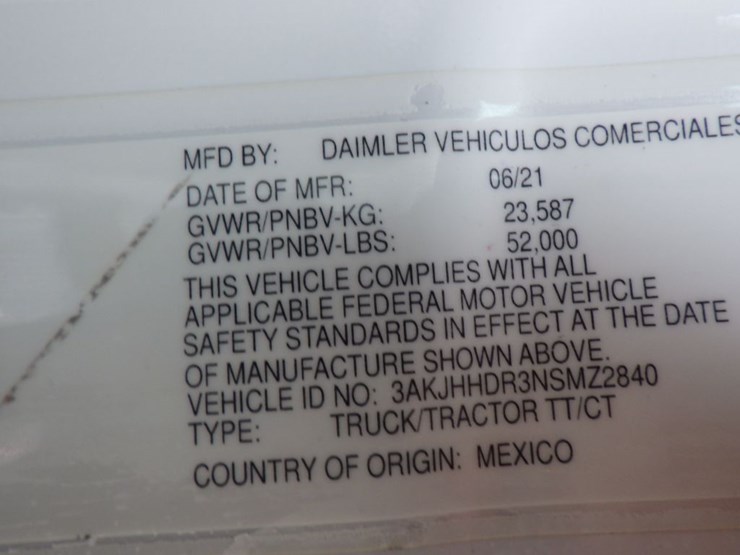 MFD BY: DAIMLER VEHICULOS COMERCIALES
DATE OF MFR: 06/21
GVWR/PNBV-KG: 23,587
GVWR/PNBV-LBS: 52,000
THIS VEHICLE COMPLIES WITH ALL
APPLICABLE FEDERAL MOTOR VEHICLE
SAFETY STANDARDS IN EFFECT AT THE DATE
OF MANUFACTURE SHOWN ABOVE.
VEHICLE ID NO: 3AKJHHDR3NSMZ2840
TYPE: TRUCK/TRACTOR TT/CT
COUNTRY OF ORIGIN: MEXICO